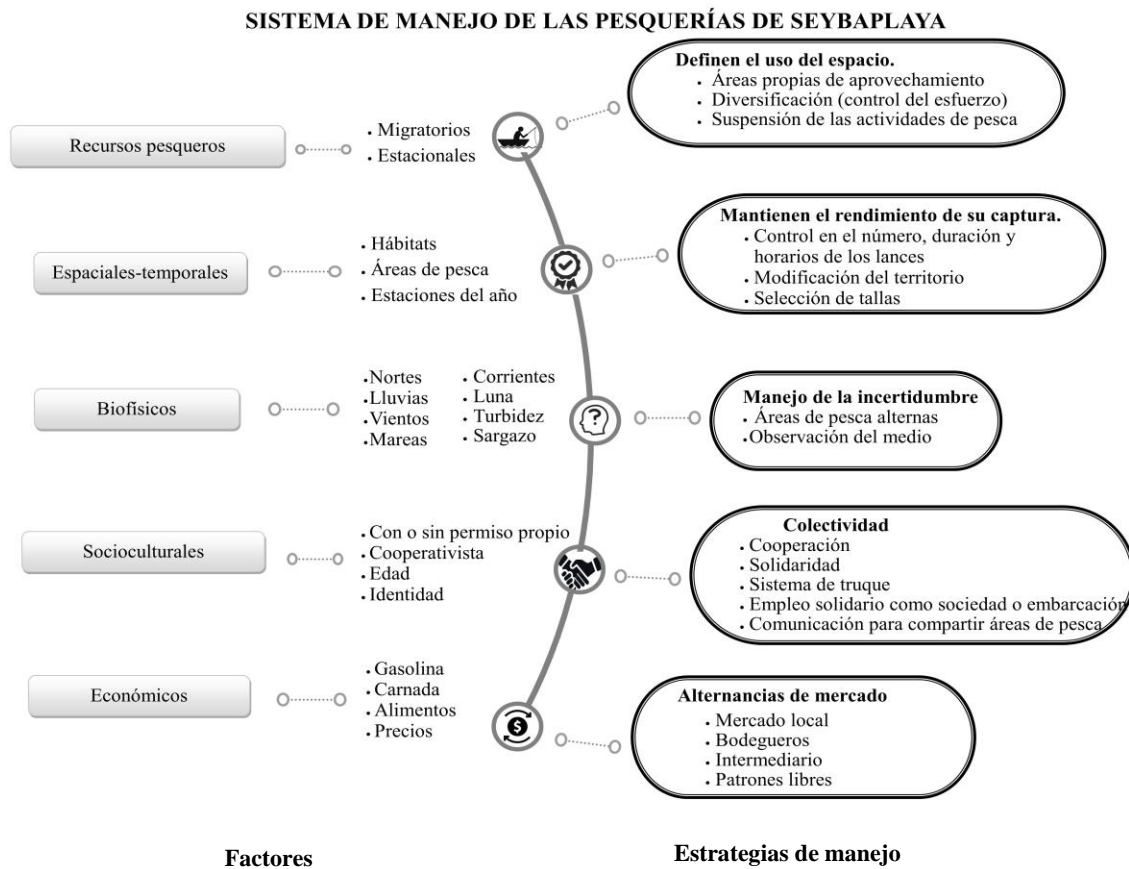 SISTEMA DE MANEJO DE LAS PESQUERÍAS DE SEYBAPLAYA
Recursos pesqueros
• Migratorios
• Estacionales
Definen el uso del espacio.
• Áreas propias de aprovechamiento
• Diversificación (control del esfuerzo)
• Suspensión de las actividades de pesca
Espaciales-temporales
• Hábitats
• Áreas de pesca
• Estaciones del año
Mantienen el rendimiento de su captura.
• Control en el número, duración y
horarios de los lances
• Modificación del territorio
• Selección de tallas
Biofísicos
• Nortes
• Lluvias
• Vientos
• Mareas
• Corrientes
• Luna
• Turbidez
• Sargazo
?
Manejo de la incertidumbre
• Áreas de pesca alternas
• Observación del medio
Socioculturales
• Con o sin permiso propio
• Cooperativista
• Edad
• Identidad
Colectividad
• Cooperación
• Solidaridad
• Sistema de truque
• Empleo solidario como sociedad o embarcación
• Comunicación para compartir áreas de pesca
Económicos
• Gasolina
• Carnada
• Alimentos
• Precios
$
Alternancias de mercado
• Mercado local
• Bodegueros
• Intermediario
• Patrones libres
Factores
Estrategias de manejo